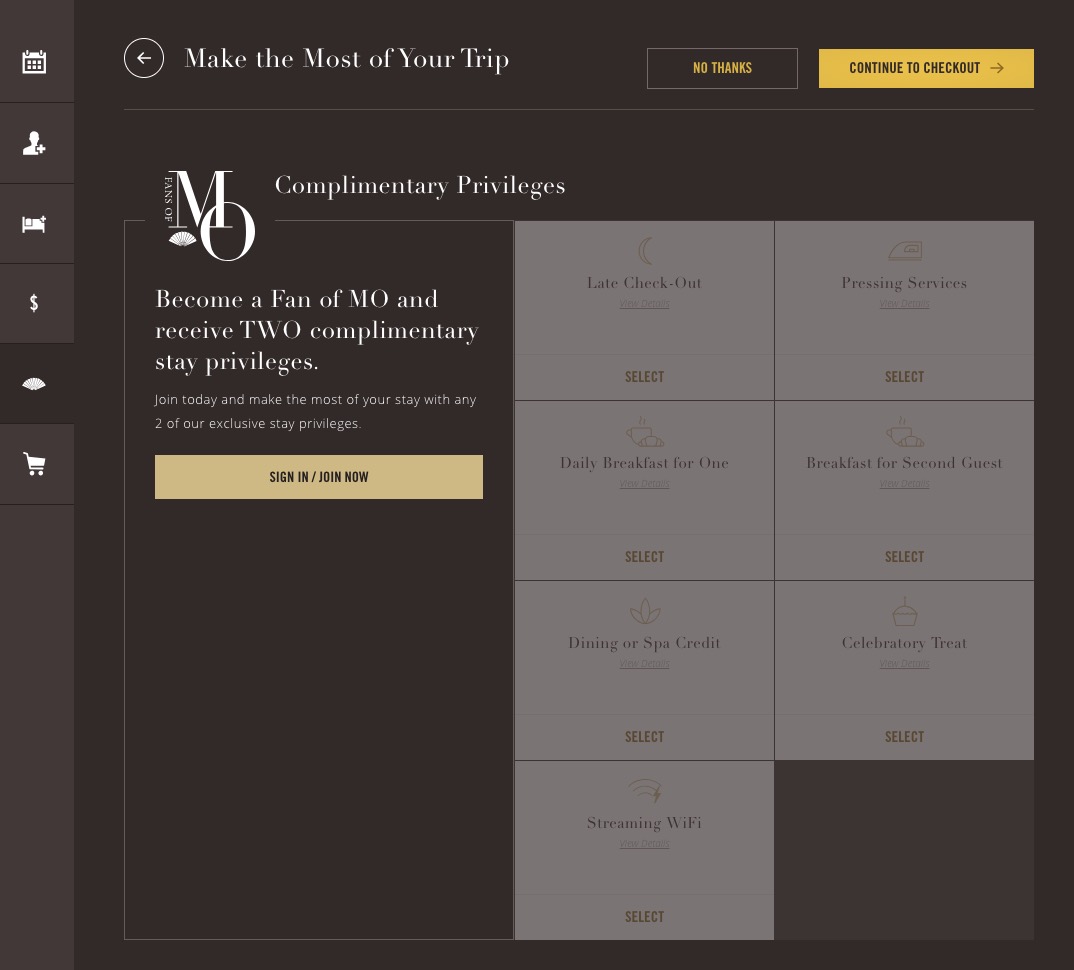 Make the Most of Your Trip
NO THANKS
CONTINUE TO CHECKOUT
FANS OF
MO
Complimentary Privileges
Become a Fan of MO and
receive TWO complimentary
stay privileges.
Join today and make the most of your stay with any
2 of our exclusive stay privileges.
SIGN IN / JOIN NOW
Late Check-Out
View Details
SELECT
Pressing Services
View Details
SELECT
Daily Breakfast for One
View Details
SELECT
Breakfast for Second Guest
View Details
SELECT
Dining or Spa Credit
View Details
SELECT
Celebratory Treat
View Details
SELECT
Streaming WiFi
View Details
SELECT
$